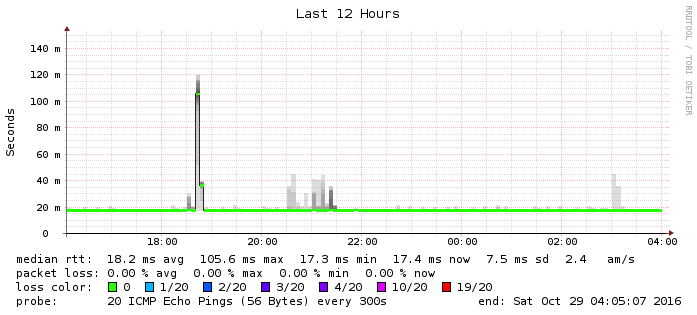 Last 12 Hours
RRDTOOL / TOBI OETIKER
Seconds
140 m
120 m
100 m
80 m
60 m
40 m
20 m
0
18:00 20:00 22:00 00:00 02:00 04:00
median rtt: 18.2 ms avg 105.6 ms max 17.3 ms min 17.4 ms now 7.5 ms sd 2.4 am/s
packet loss: 0.00 % avg 0.00 % max 0.00 % min 0.00 % now
loss color: 0 1/20 2/20 3/20 4/20 10/20 19/20
probe: 20 ICMP Echo Pings (56 Bytes) every 300s end: Sat Oct 29 04:05:07 2016